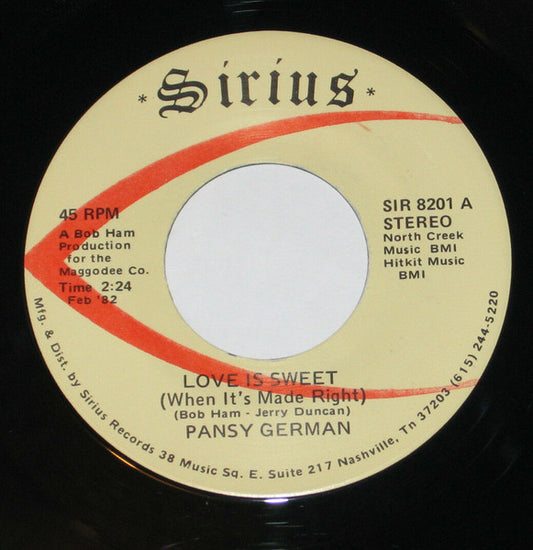 * Sirius *
45 RPM
A Bob Ham
Production
for the
Maggodee Co.
Time 2:24
Feb '82
SIR 8201 A
STEREO
North Creek
Music BMI
Hitkit Music
BMI
LOVE IS SWEET
(When It's Made Right)
(Bob Ham - Jerry Duncan)
PANSY GERMAN
Mfg. & Dist. by Sirius Records 38 Music Sq. E. Suite 217 Nashville, Tn 37203 (615) 244-5220